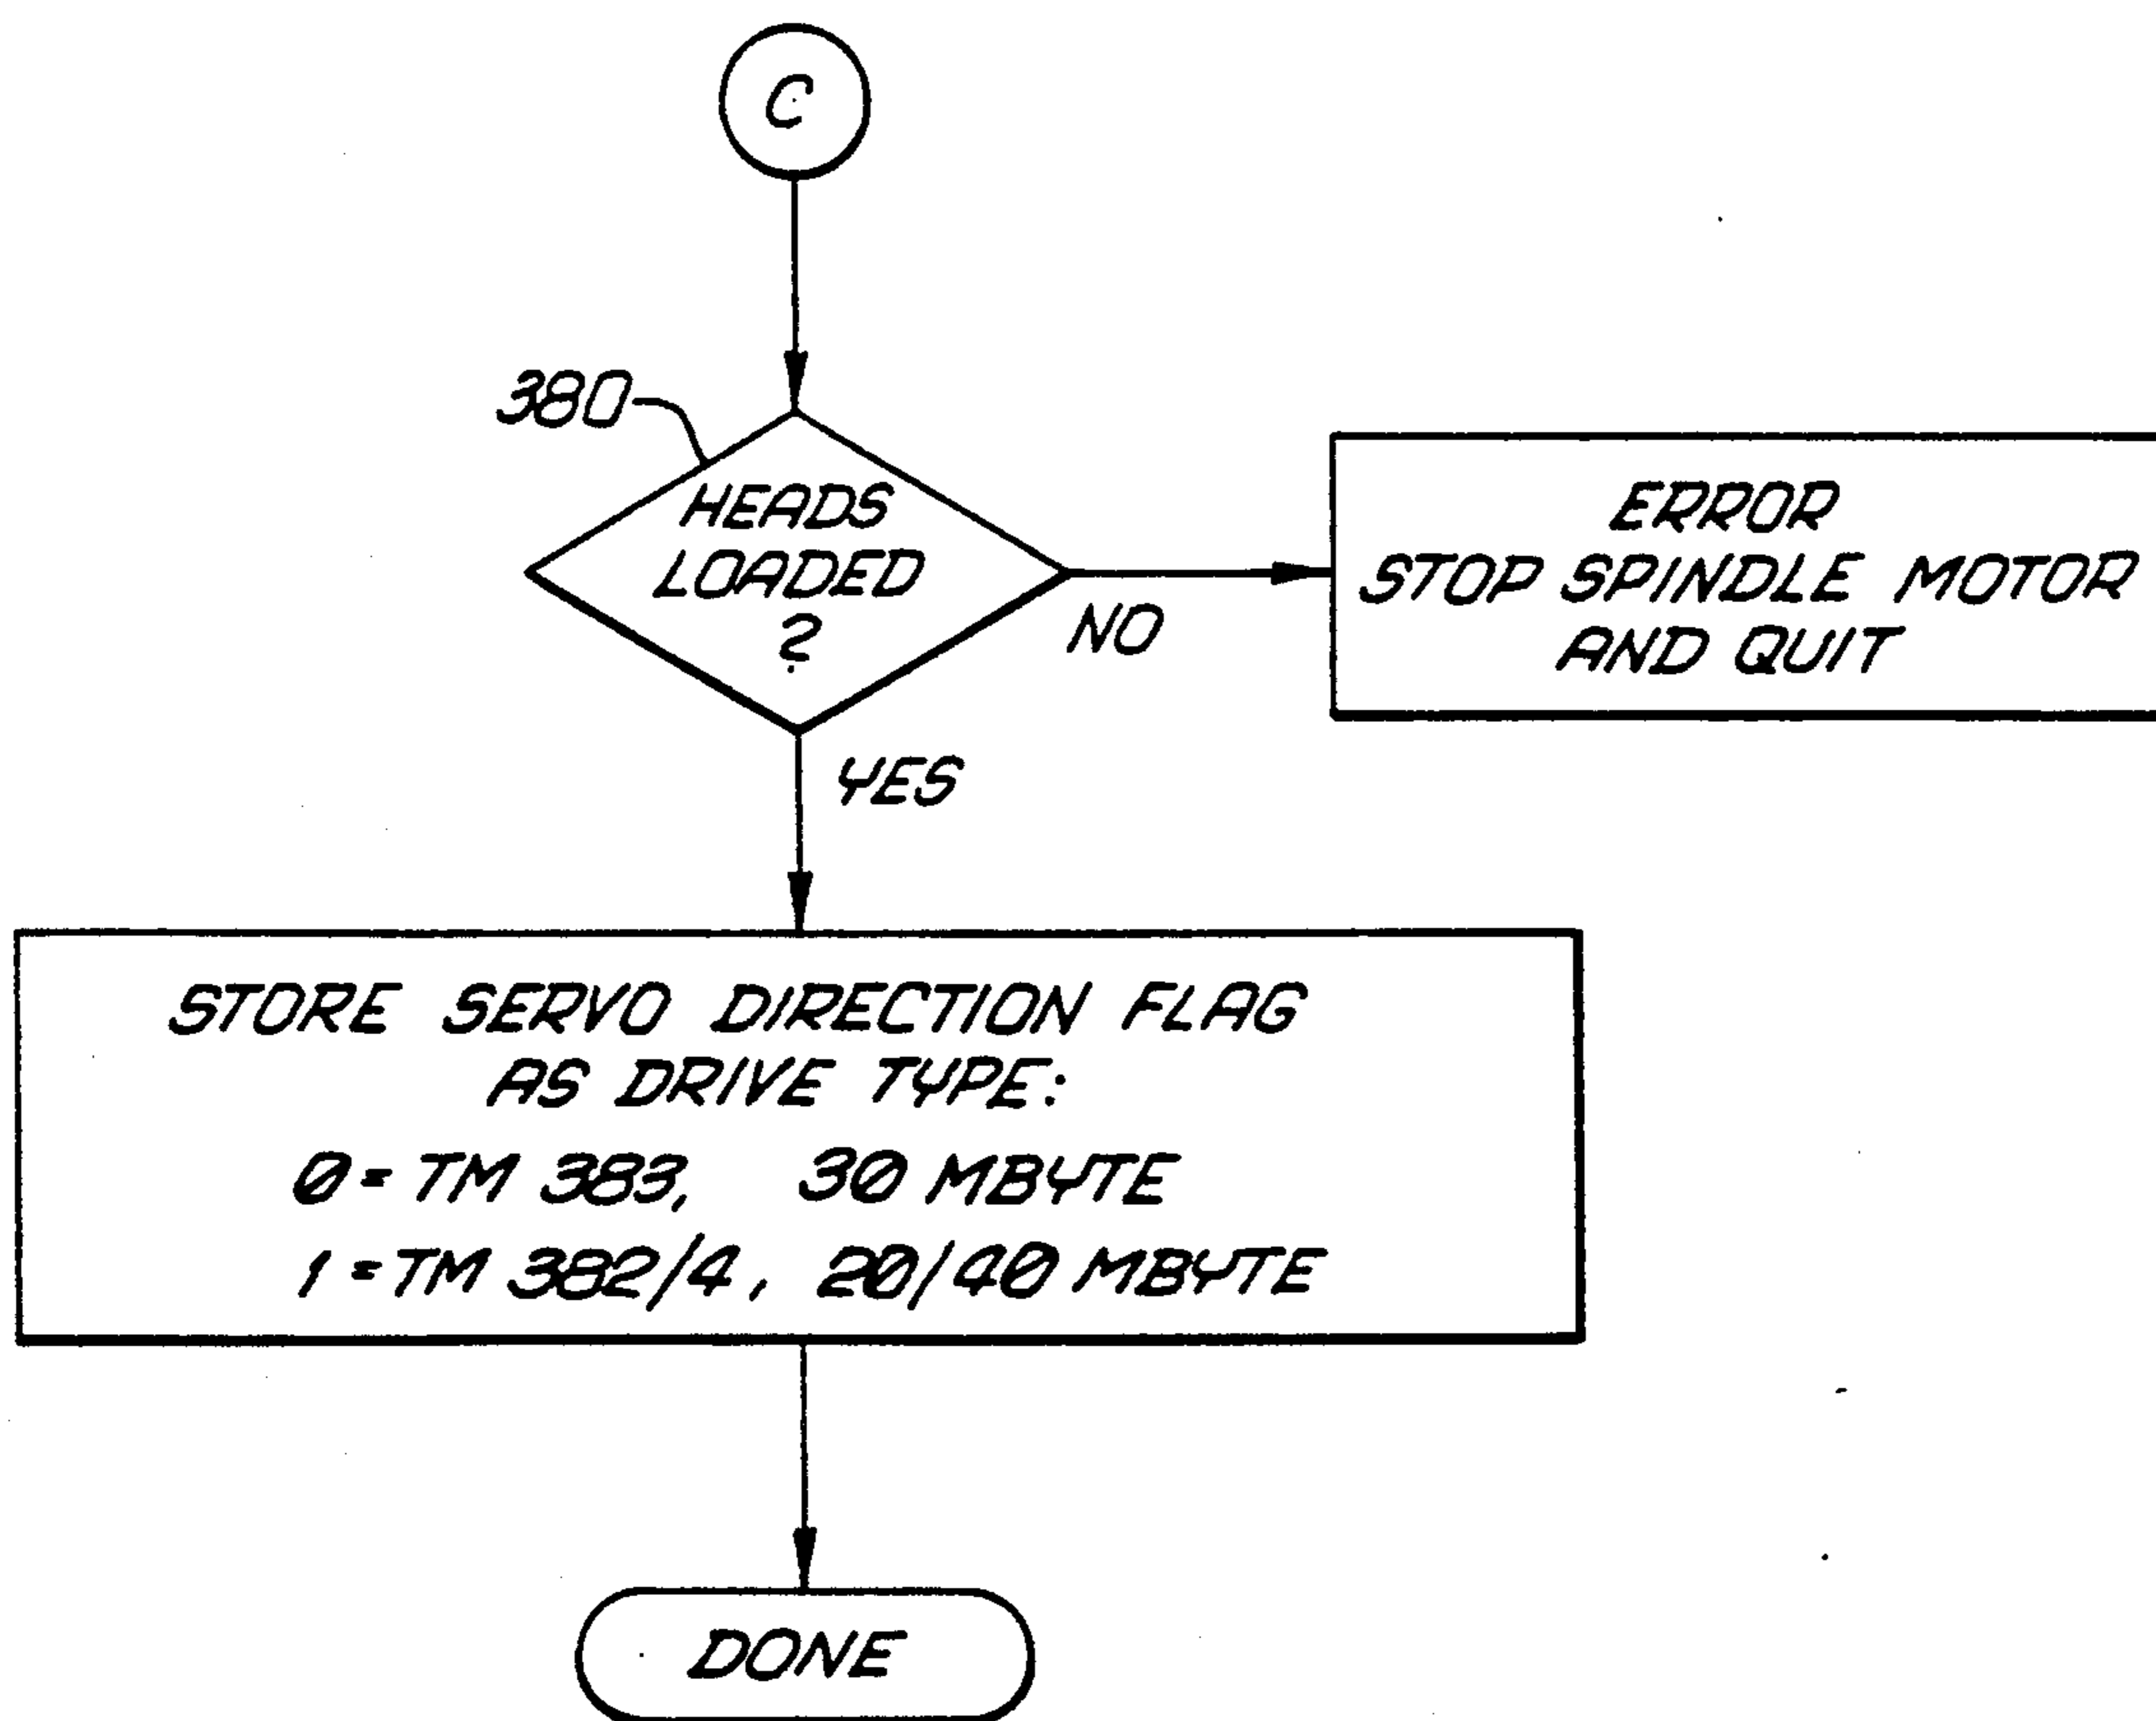 C
380
HEADS
LOADED
?
NO
ERROR
STOP SPINDLE MOTOR
AND QUIT
YES
STORE SERVO DIRECTION FLAG
AS DRIVE TYPE:
0 = TM 383, 30 MBYTE
1 = TM 382/4, 20/40 MBYTE
DONE